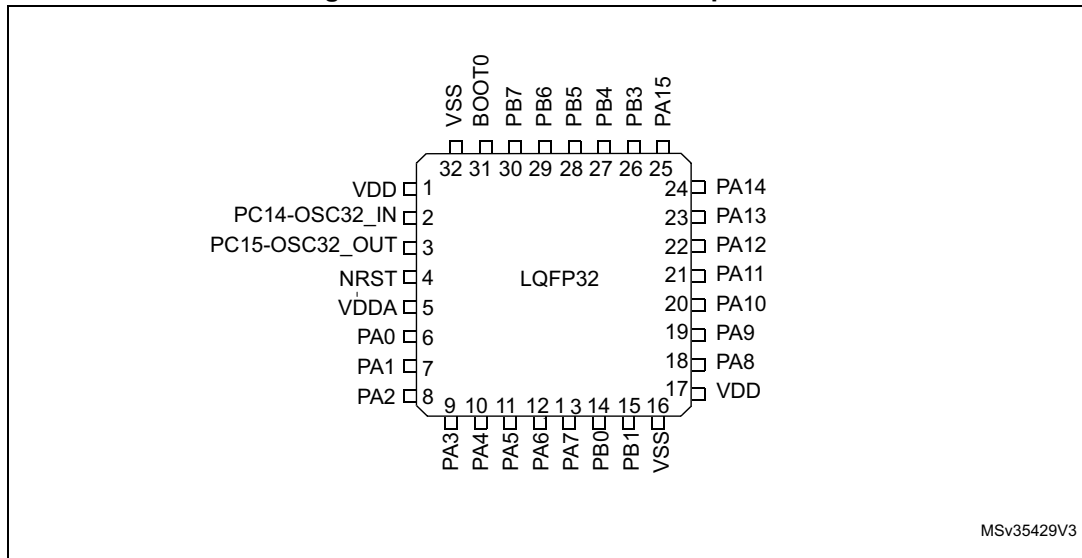 VSS
BOOT0
PB7
PB6
PB5
PB4
PB3
PA15
32 31 30 29 28 27 26 25
VDD 1
PC14-OSC32_IN 2
PC15-OSC32_OUT 3
NRST 4
VDDA 5
PA0 6
PA1 7
PA2 8
LQFP32
24 PA14
23 PA13
22 PA12
21 PA11
20 PA10
19 PA9
18 PA8
17 VDD
9 10 11 12 13 14 15 16
PA3
PA4
PA5
PA6
PA7
PB0
PB1
VSS
MSv35429V3